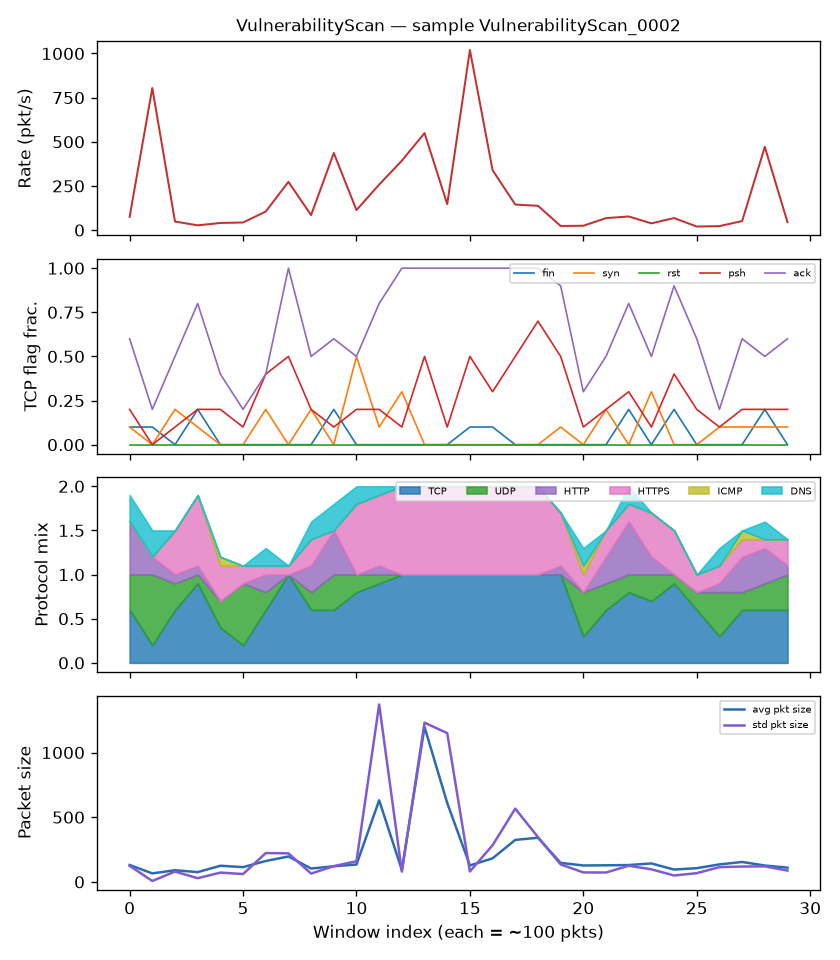 VulnerabilityScan — sample VulnerabilityScan_0002
Rate (pkt/s)
1000
750
500
250
0
TCP flag frac.
1.00
0.75
0.50
0.25
0.00
fin syn rst psh ack
Protocol mix
2.0
1.5
1.0
0.5
0.0
TCP UDP HTTP HTTPS ICMP DNS
Packet size
1000
500
0
avg pkt size
std pkt size
0 5 10 15 20 25 30
Window index (each = ~100 pkts)